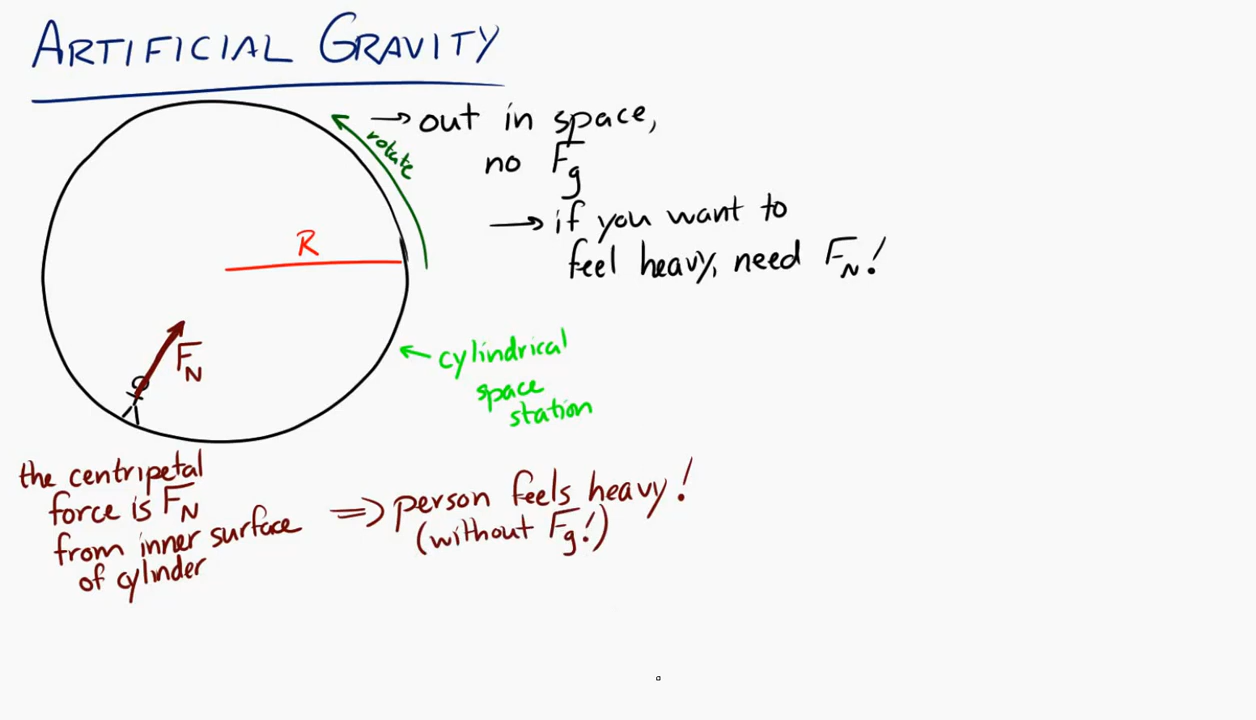 ARTIFICIAL GRAVITY
→ out in space,
no Fg
→ if you want to
feel heavy, need FN!
rotate
R
FN
← cylindrical
space
station
the centripetal
force is FN
from inner surface
of cylinder
⇒ person feels heavy!
(without Fg!)